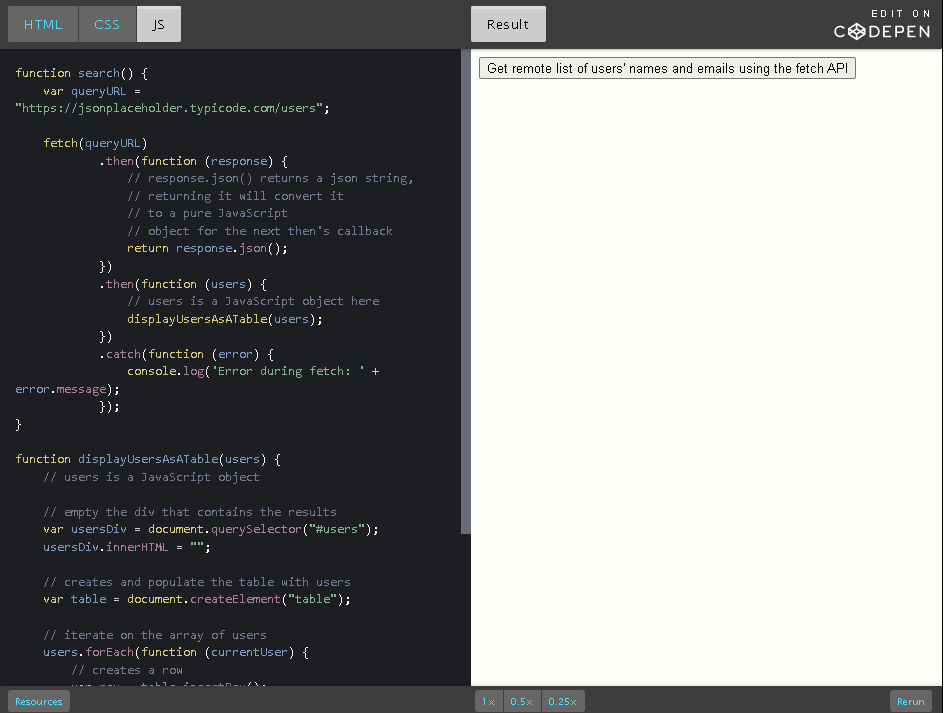 HTML CSS JS Result EDIT ON
CODEPEN
function search() {
var queryURL =
"https://jsonplaceholder.typicode.com/users";
fetch(queryURL)
.then(function (response) {
// response.json() returns a json string,
// returning it will convert it
// to a pure JavaScript
// object for the next then's callback
return response.json();
})
.then(function (users) {
// users is a JavaScript object here
displayUsersAsATable(users);
})
.catch(function (error) {
console.log('Error during fetch: ' +
error.message);
});
}
function displayUsersAsATable(users) {
// users is a JavaScript object
// empty the div that contains the results
var usersDiv = document.querySelector("#users");
usersDiv.innerHTML = "";
// creates and populate the table with users
var table = document.createElement("table");
// iterate on the array of users
users.forEach(function (currentUser) {
// creates a row
Get remote list of users' names and emails using the fetch API
Resources 1× 0.5× 0.25× Rerun